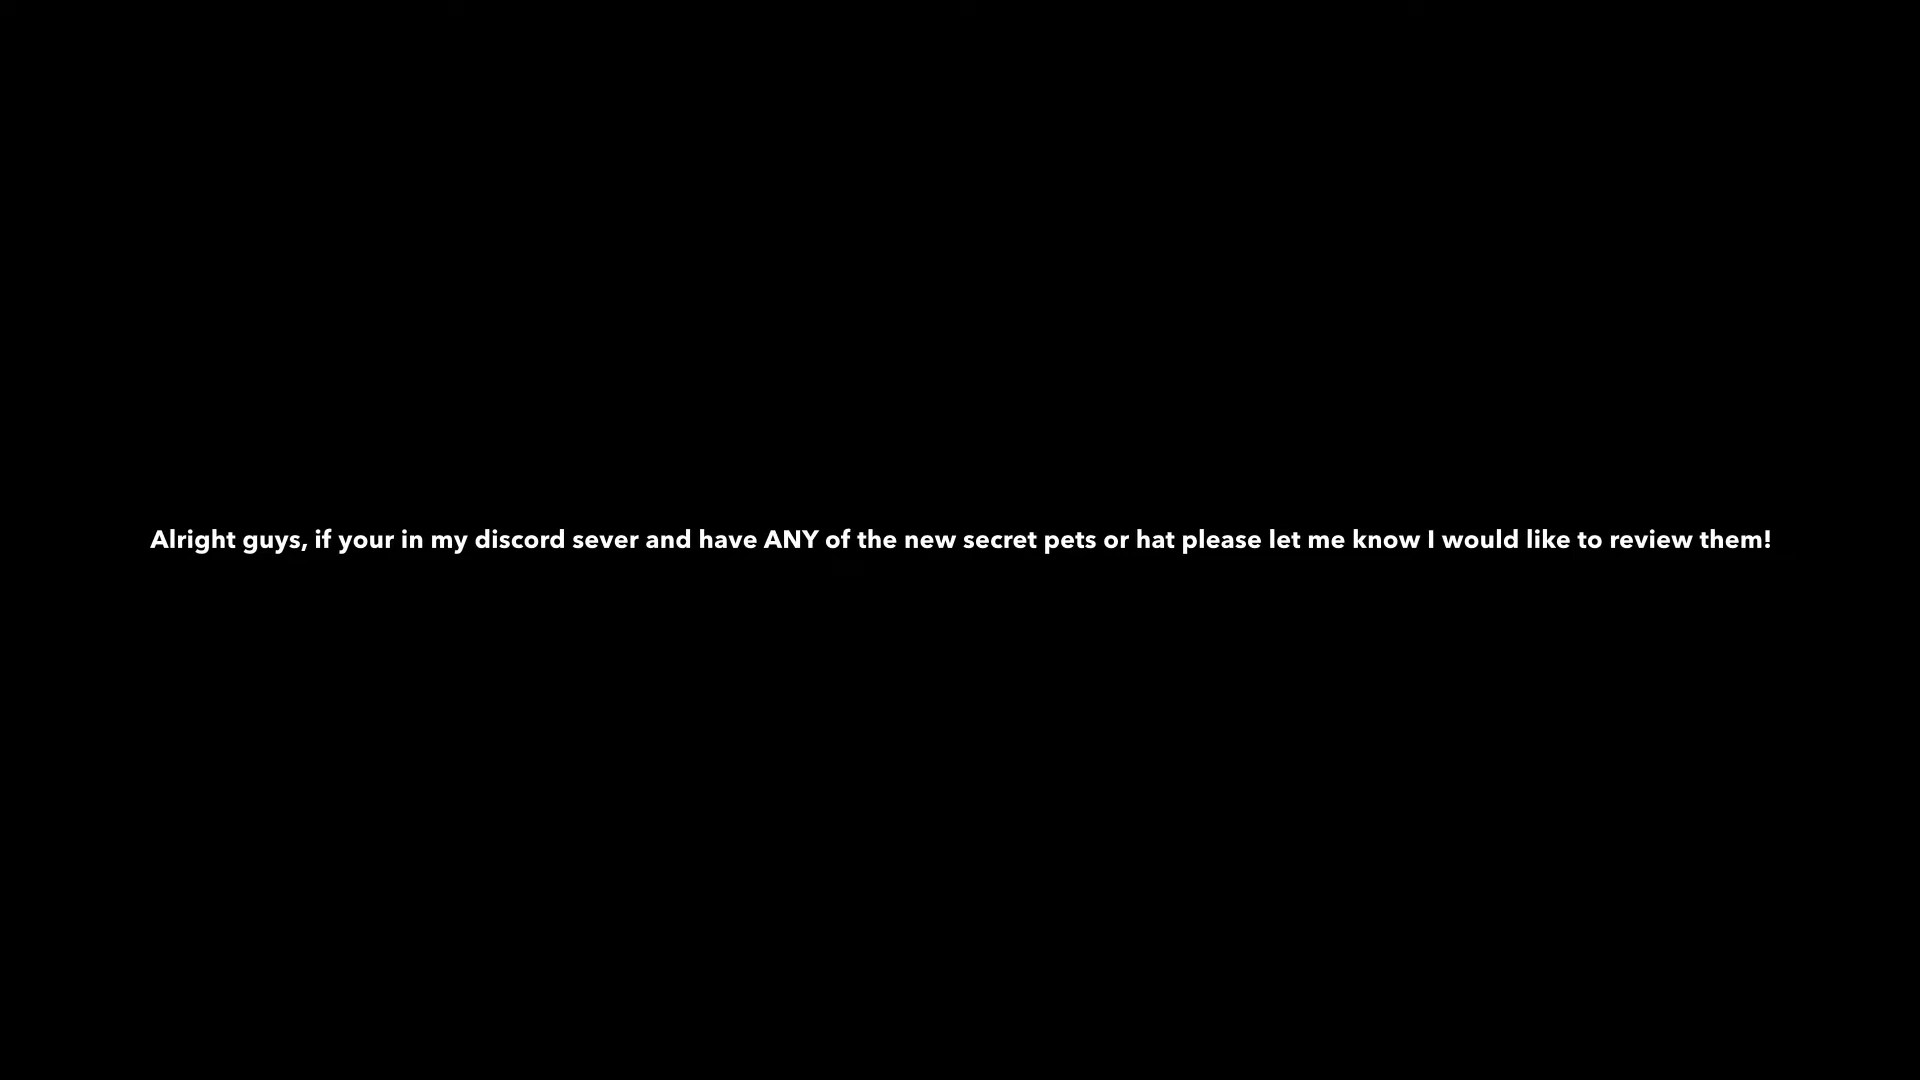 Alright guys, if your in my discord sever and have ANY of the new secret pets or hat please let me know I would like to review them!